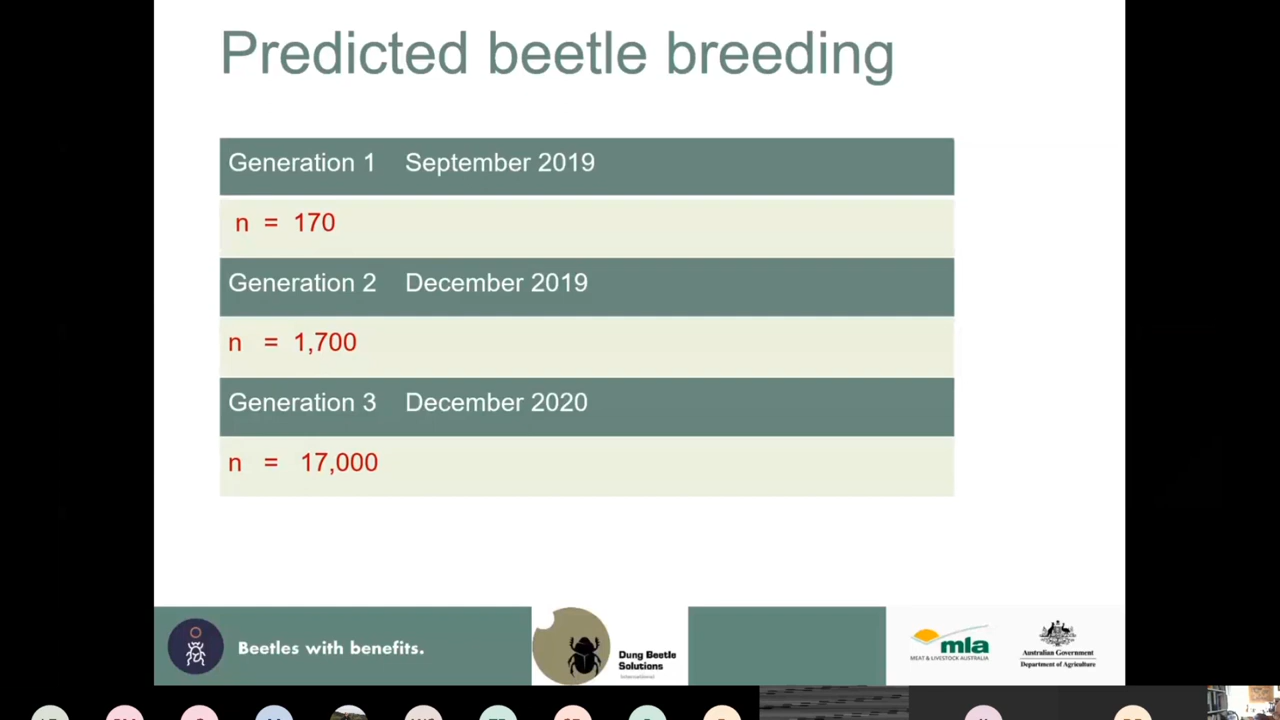 Predicted beetle breeding
Generation 1 September 2019
n = 170
Generation 2 December 2019
n = 1,700
Generation 3 December 2020
n = 17,000
Beetles with benefits.
Dung Beetle
Solutions
International
mla
MEAT & LIVESTOCK AUSTRALIA
Australian Government
Department of Agriculture